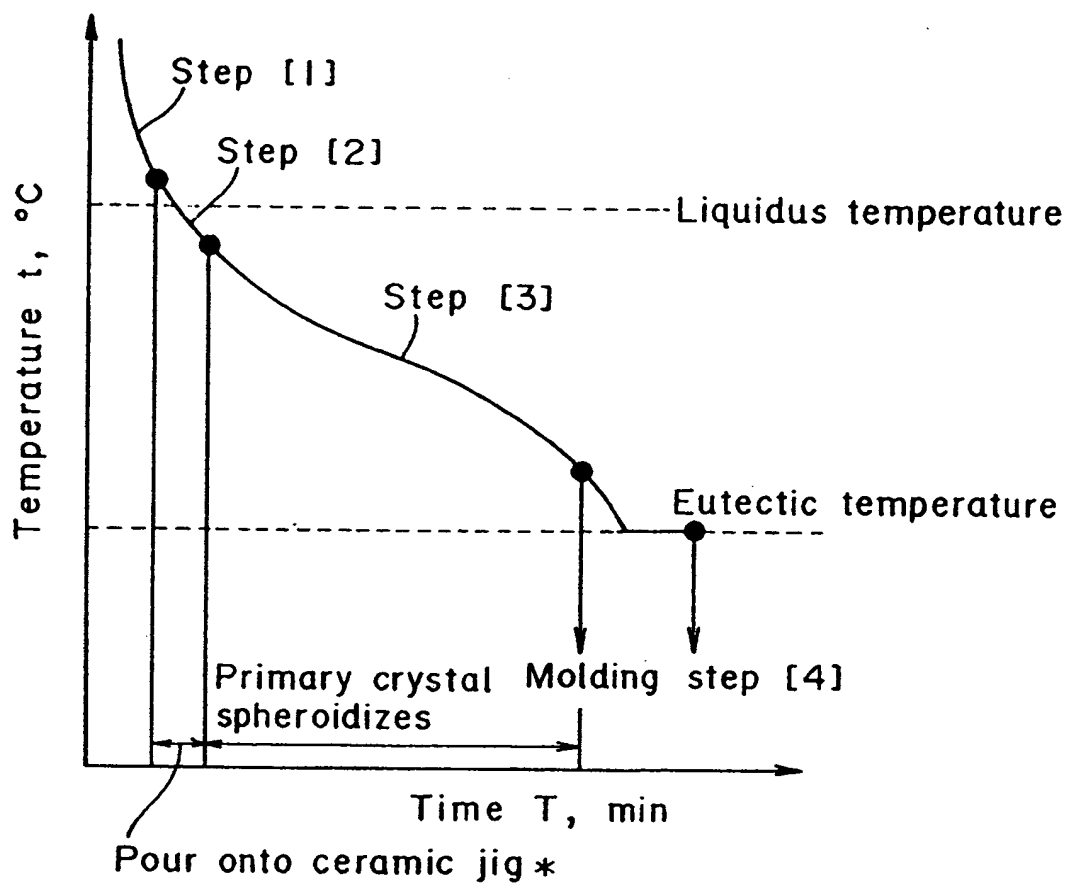 Step [1]
Step [2]
Liquidus temperature
Temperature t, °C
Step [3]
Eutectic temperature
Primary crystal
spheroidizes
Molding step [4]
Time T, min
Pour onto ceramic jig *